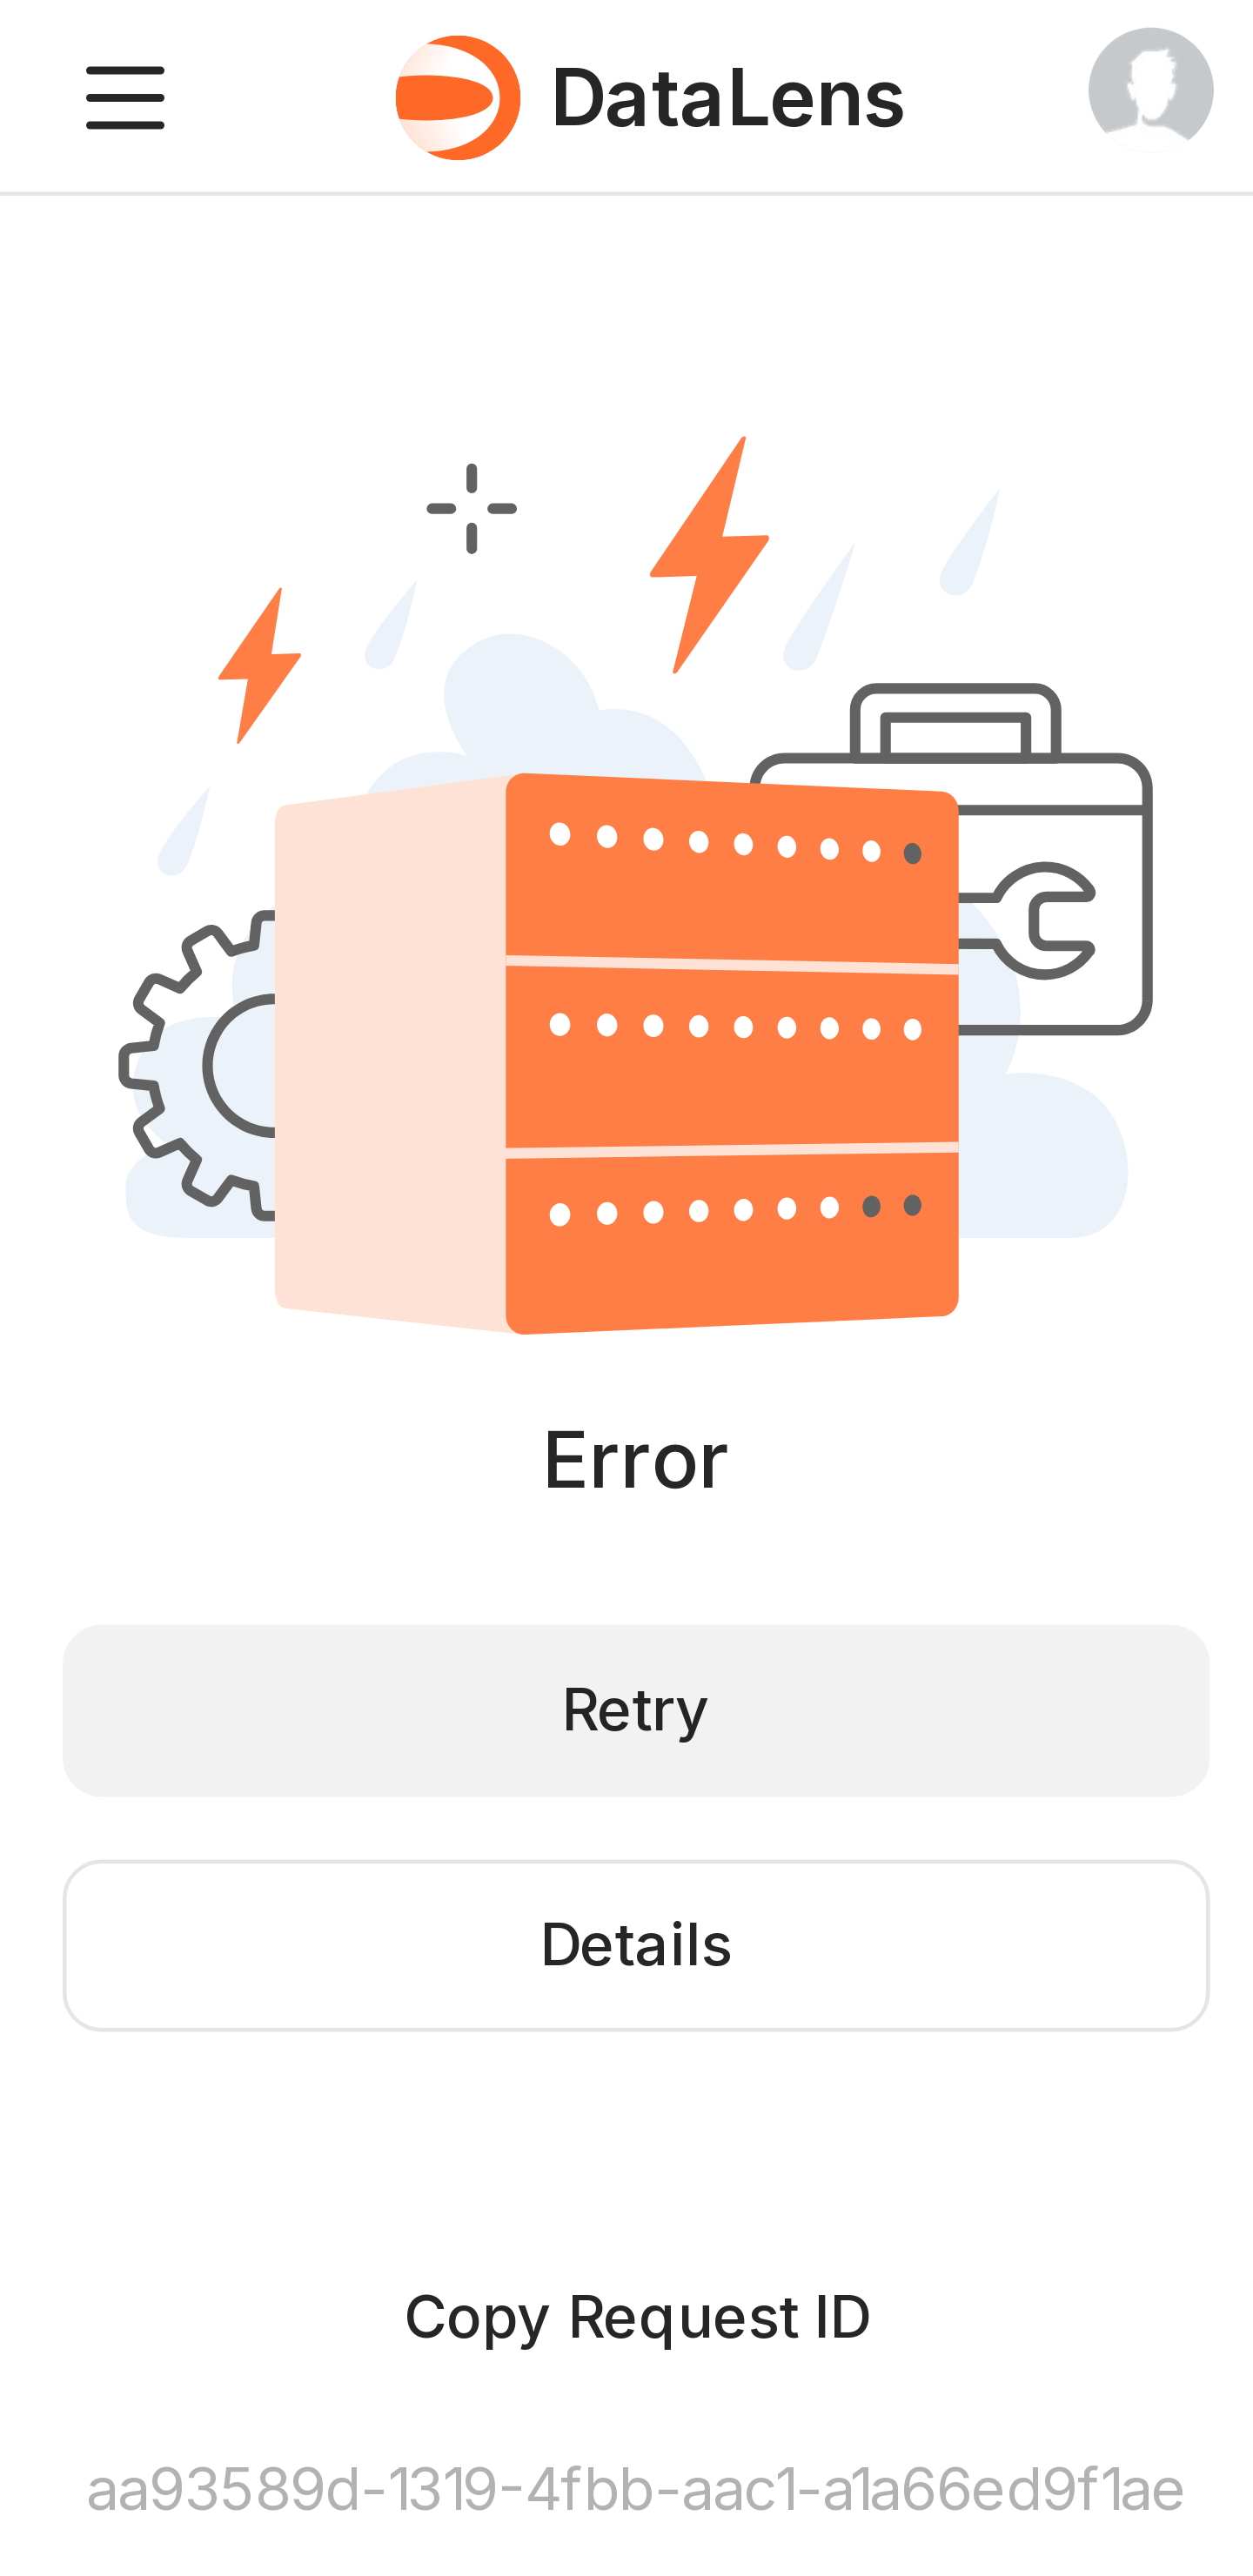 DataLens
Error
Retry
Details
Copy Request ID
aa93589d-1319-4fbb-aac1-a1a66ed9f1ae